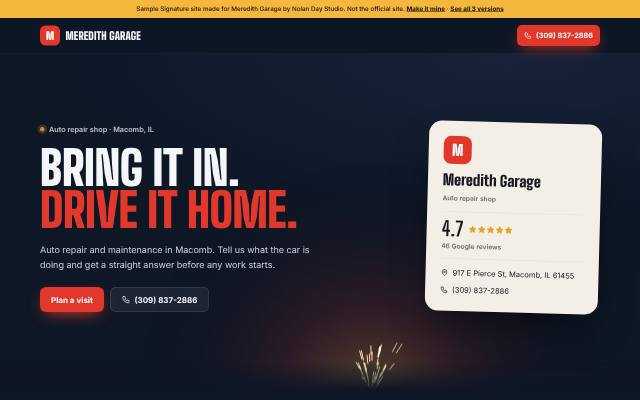 Sample Signature site made for Meredith Garage by Nolan Day Studio. Not the official site. Make it mine · See all 3 versions
M MEREDITH GARAGE
(309) 837-2886
Auto repair shop · Macomb, IL
BRING IT IN.
DRIVE IT HOME.
Auto repair and maintenance in Macomb. Tell us what the car is
doing and get a straight answer before any work starts.
Plan a visit
(309) 837-2886
M
Meredith Garage
Auto repair shop
4.7 ★★★★★
46 Google reviews
917 E Pierce St, Macomb, IL 61455
(309) 837-2886